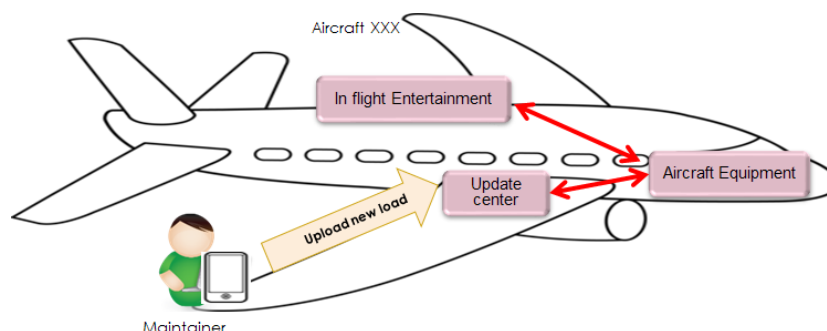 Aircraft XXX
In flight Entertainment
Aircraft Equipment
Update
center
Upload new load
Maintainer